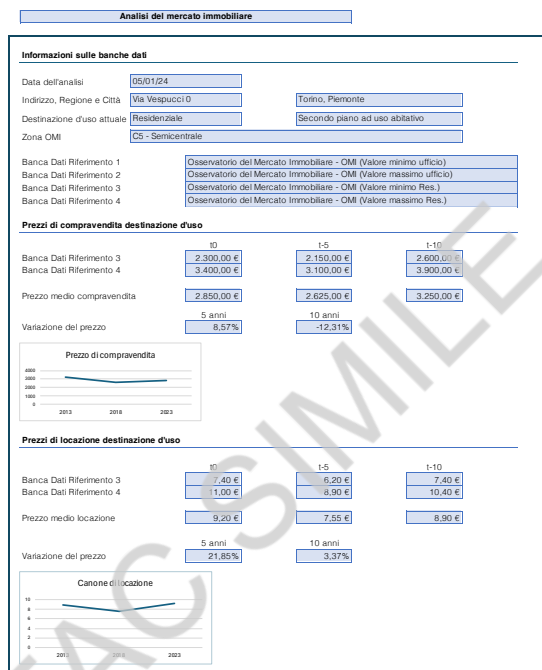 Analisi del mercato immobiliare
Informazioni sulle banche dati
Data dell'analisi 05/01/24
Indirizzo, Regione e Città Via Vespucci 0 Torino, Piemonte
Destinazione d'uso attuale Residenziale Secondo piano ad uso abitativo
Zona OMI C5 - Semicentrale
Banca Dati Riferimento 1 Osservatorio del Mercato Immobiliare - OMI (Valore minimo ufficio)
Banca Dati Riferimento 2 Osservatorio del Mercato Immobiliare - OMI (Valore massimo ufficio)
Banca Dati Riferimento 3 Osservatorio del Mercato Immobiliare - OMI (Valore minimo Res.)
Banca Dati Riferimento 4 Osservatorio del Mercato Immobiliare - OMI (Valore massimo Res.)
Prezzi di compravendita destinazione d'uso
t0 t-5 t-10
Banca Dati Riferimento 3 2.300,00 € 2.150,00 € 2.600,00 €
Banca Dati Riferimento 4 3.400,00 € 3.100,00 € 3.900,00 €
Prezzo medio compravendita 2.850,00 € 2.625,00 € 3.250,00 €
5 anni 10 anni
Variazione del prezzo 8,57% -12,31%
Prezzo di compravendita
4000
3000
2000
1000
0
2013 2018 2023
Prezzi di locazione destinazione d'uso
t0 t-5 t-10
Banca Dati Riferimento 3 7,40 € 6,20 € 7,40 €
Banca Dati Riferimento 4 11,00 € 8,90 € 10,40 €
Prezzo medio locazione 9,20 € 7,55 € 8,90 €
5 anni 10 anni
Variazione del prezzo 21,85% 3,37%
Canone di locazione
10
8
6
4
2
0
2013 2018 2023
FAC SIMILE